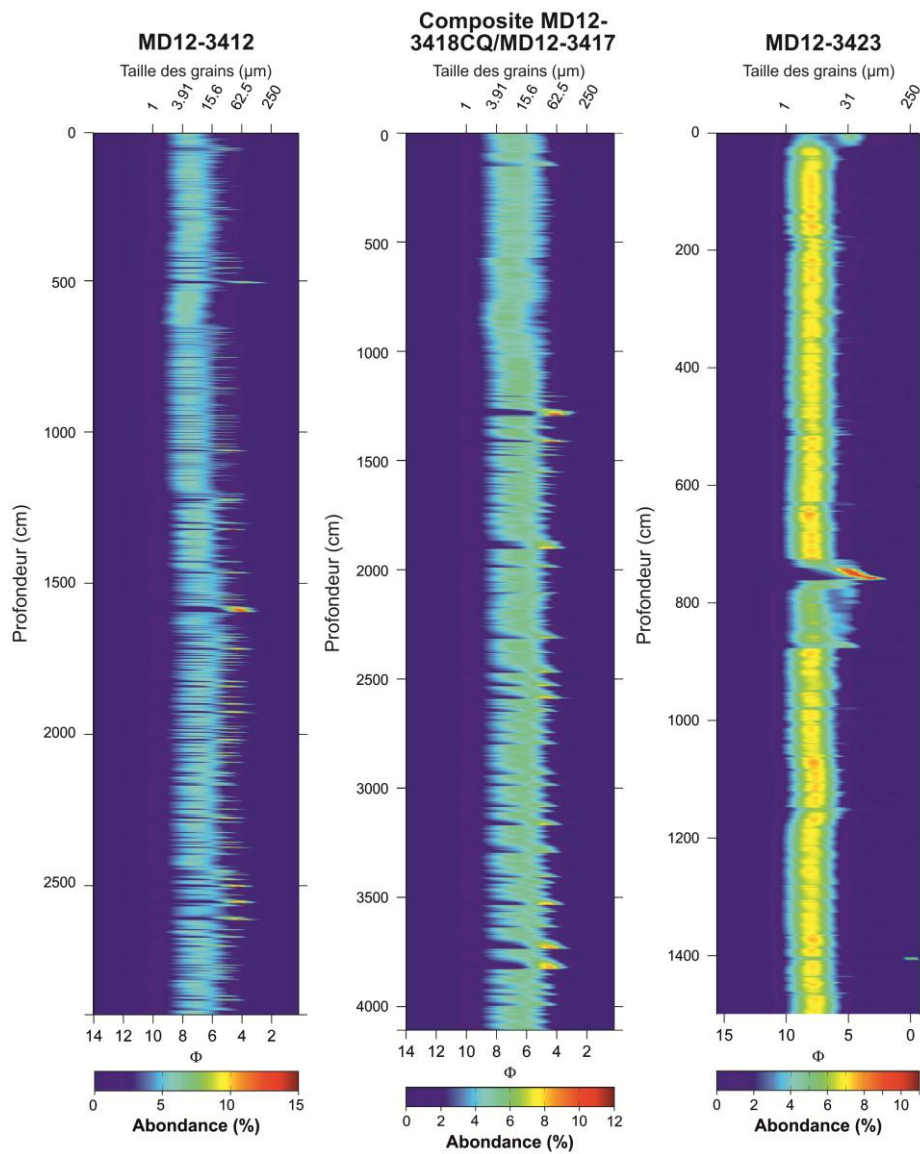 MD12-3412
Taille des grains (µm)
1 3.91 15.6 62.5 250
Profondeur (cm)
0
500
1000
1500
2000
2500
14 12 10 8 6 4 2
Φ
0 5 10 15
Abondance (%)
Composite MD12-
3418CQ/MD12-3417
Taille des grains (µm)
1 3.91 15.6 62.5 250
Profondeur (cm)
0
500
1000
1500
2000
2500
3000
3500
4000
14 12 10 8 6 4 2
Φ
0 2 4 6 8 10 12
Abondance (%)
MD12-3423
Taille des grains (µm)
1 31 250
Profondeur (cm)
0
200
400
600
800
1000
1200
1400
15 10 5 0
Φ
0 2 4 6 8 10
Abondance (%)